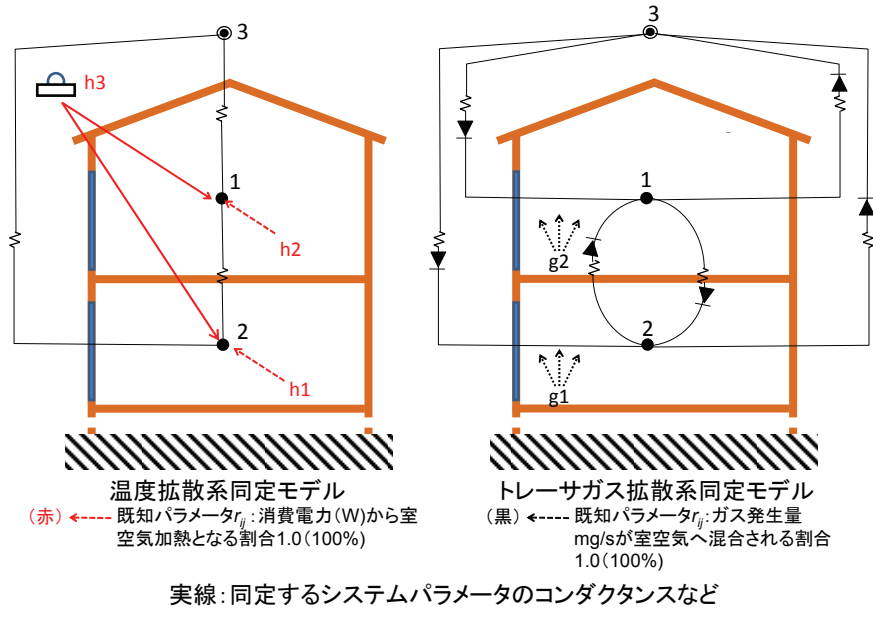 3
h3
1
h2
2
h1
3
1
g2
2
g1
温度拡散系同定モデル
(赤) 既知パラメータrij:消費電力(W)から室
空気加熱となる割合1.0(100%)
トレーサガス拡散系同定モデル
(黒) 既知パラメータrij:ガス発生量
mg/sが室空気へ混合される割合
1.0(100%)
実線:同定するシステムパラメータのコンダクタンスなど